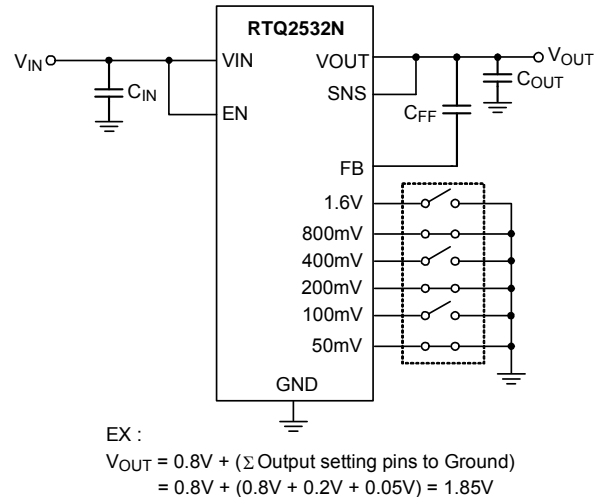 RTQ2532N
VIN
VIN
VOUT
VOUT
CIN
SNS
COUT
EN
CFF
FB
1.6V
800mV
400mV
200mV
100mV
50mV
GND
EX :
VOUT = 0.8V + (Σ Output setting pins to Ground)
= 0.8V + (0.8V + 0.2V + 0.05V) = 1.85V